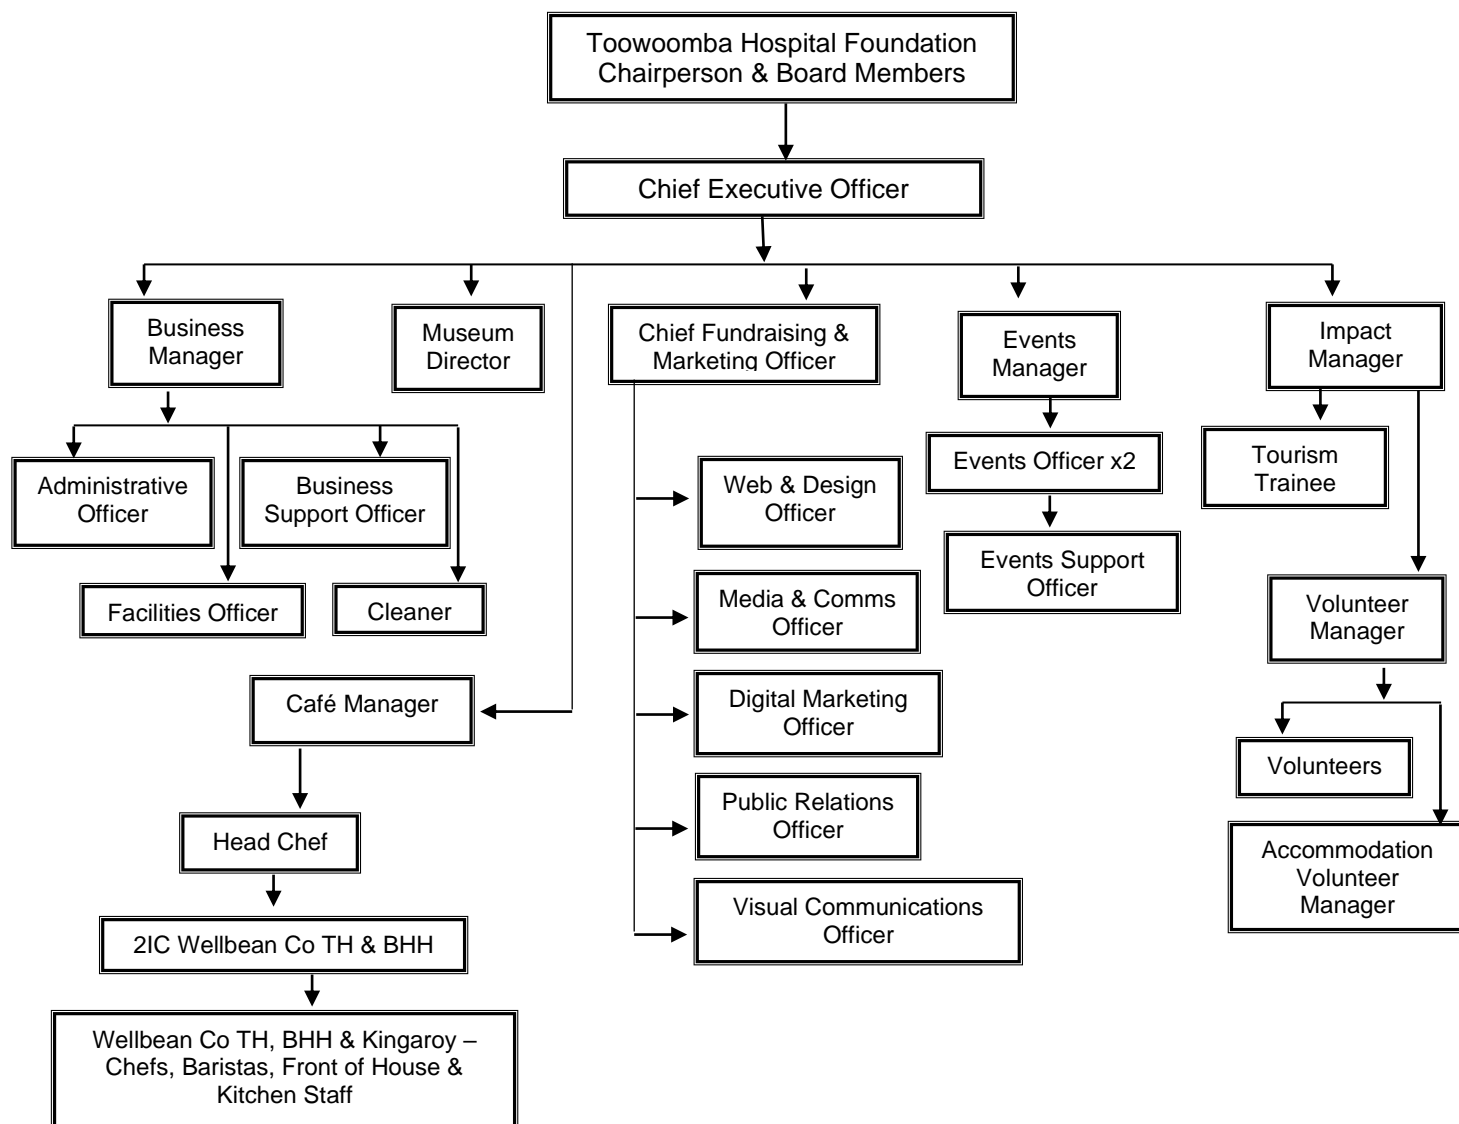 Toowoomba Hospital Foundation
Chairperson & Board Members
Chief Executive Officer
Business
Manager
Museum
Director
Chief Fundraising &
Marketing Officer
Events
Manager
Impact
Manager
Administrative
Officer
Business
Support Officer
Facilities Officer
Cleaner
Web & Design
Officer
Media & Comms
Officer
Digital Marketing
Officer
Public Relations
Officer
Visual Communications
Officer
Events Officer x2
Events Support
Officer
Tourism
Trainee
Volunteer
Manager
Volunteers
Accommodation
Volunteer
Manager
Café Manager
Head Chef
2IC Wellbean Co TH & BHH
Wellbean Co TH, BHH & Kingaroy –
Chefs, Baristas, Front of House &
Kitchen Staff